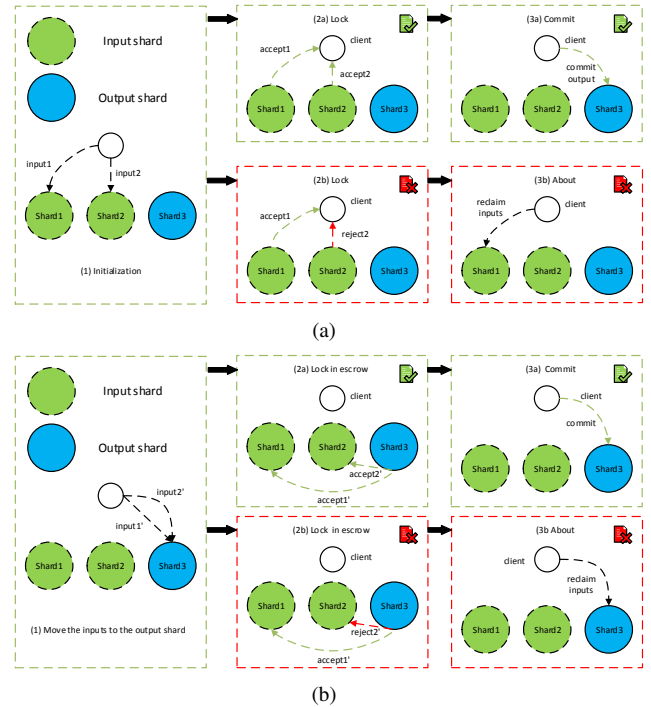 Input shard
Output shard
input1
input2
Shard1
Shard2
Shard3
(1) Initialization
(2a) Lock
client
accept1
accept2
Shard1
Shard2
Shard3
(3a) Commit
client
commit
output
Shard1
Shard2
Shard3
(2b) Lock
client
accept1
reject2
Shard1
Shard2
Shard3
(3b) About
reclaim
inputs
client
Shard1
Shard2
Shard3
(a)
Input shard
Output shard
input2'
input1'
Shard1
Shard2
Shard3
(1) Move the inputs to the output shard
(2a) Lock in escrow
client
Shard1
Shard2
Shard3
accept2'
accept1'
(3a) Commit
client
commit
Shard1
Shard2
Shard3
(2b) Lock in escrow
client
Shard1
Shard2
Shard3
reject2'
accept1'
(3b About
client
reclaim
inputs
Shard1
Shard2
Shard3
(b)